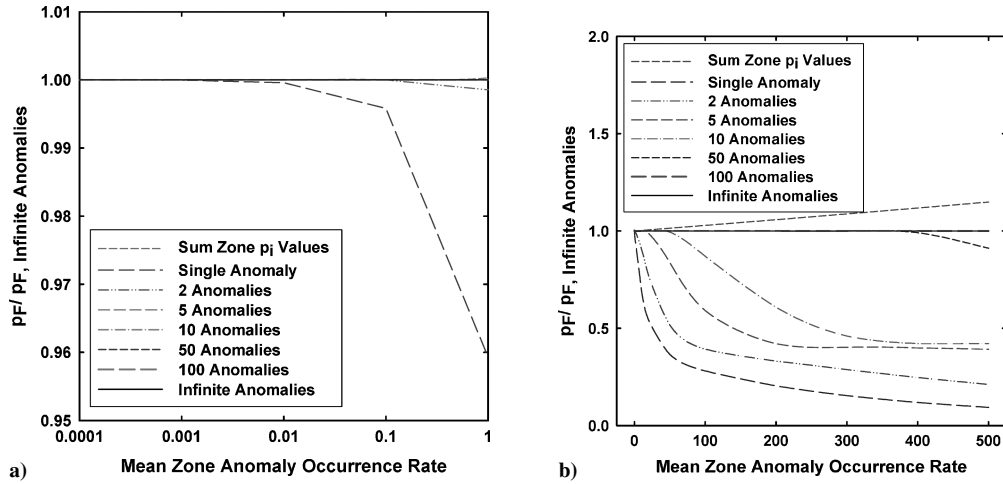 1.01
1.00
0.99
0.98
0.97
0.96
0.95
pF/ pF, Infinite Anomalies
Sum Zone pi Values
Single Anomaly
2 Anomalies
5 Anomalies
10 Anomalies
50 Anomalies
100 Anomalies
Infinite Anomalies
0.0001 0.001 0.01 0.1 1
Mean Zone Anomaly Occurrence Rate
a)
2.0
1.5
1.0
0.5
0.0
pF/ pF, Infinite Anomalies
Sum Zone pi Values
Single Anomaly
2 Anomalies
5 Anomalies
10 Anomalies
50 Anomalies
100 Anomalies
Infinite Anomalies
0 100 200 300 400 500
Mean Zone Anomaly Occurrence Rate
b)